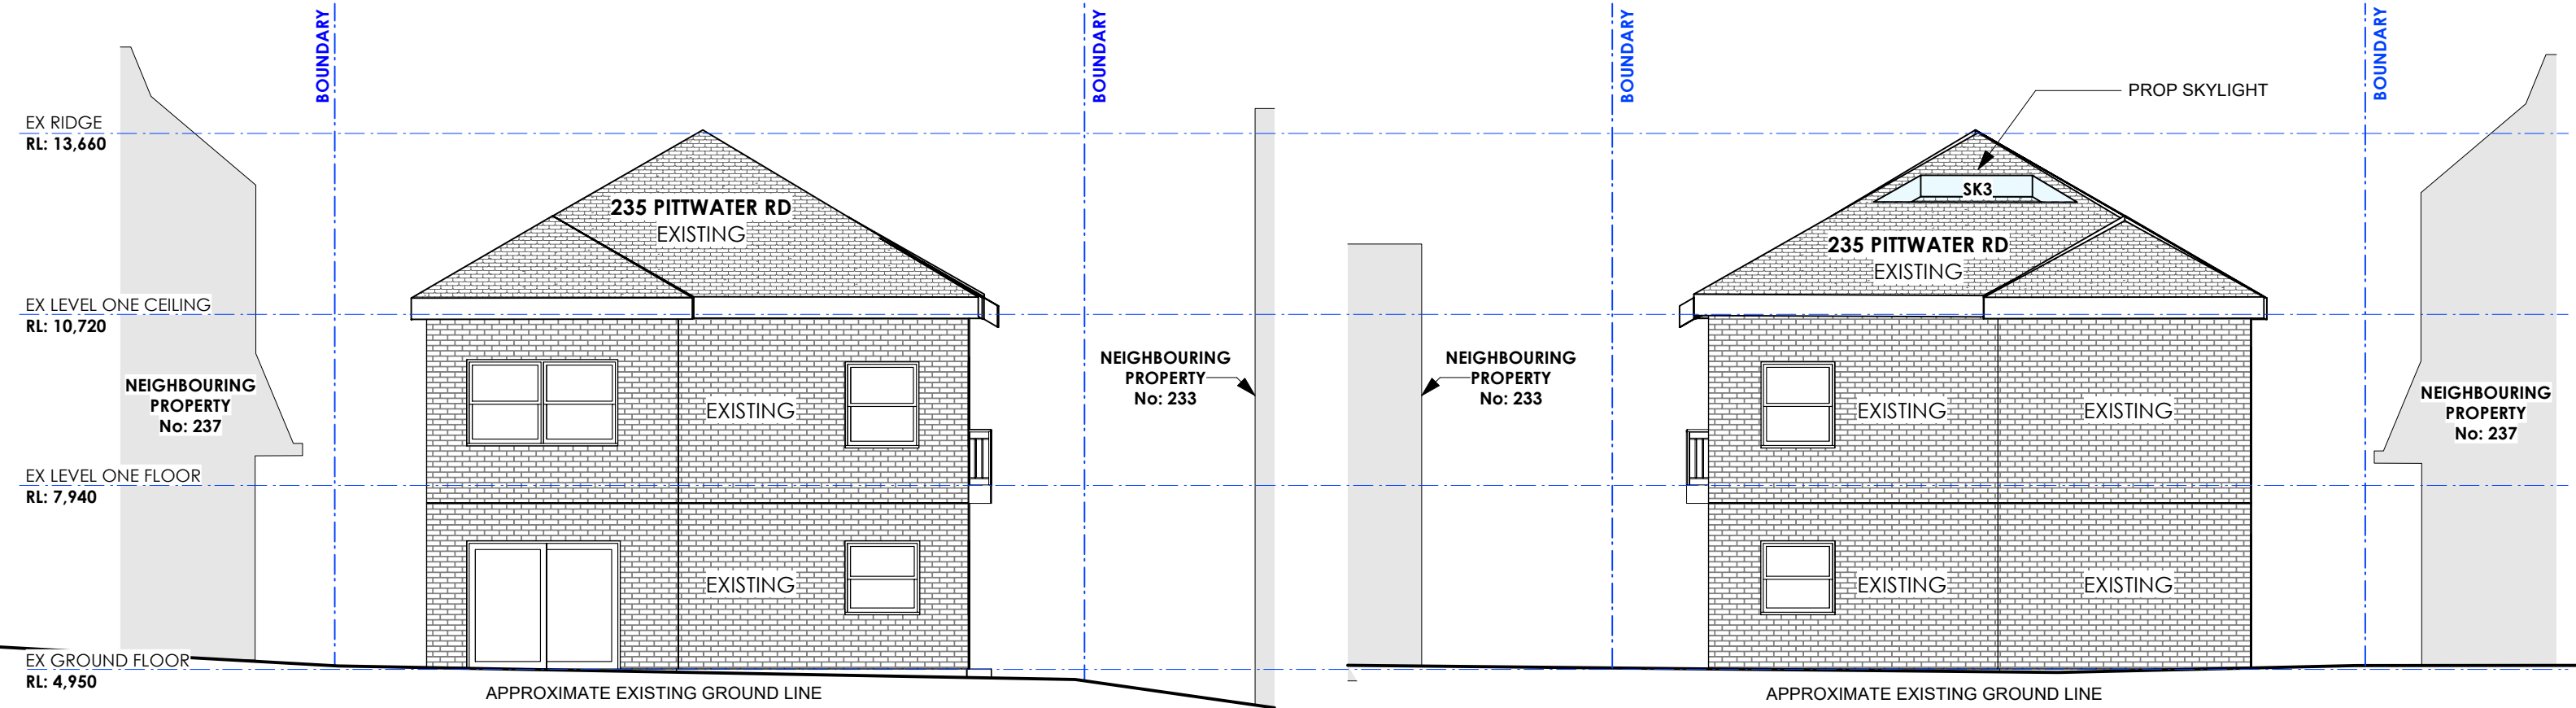 BOUNDARY
BOUNDARY
BOUNDARY
BOUNDARY
PROP SKYLIGHT
EX RIDGE
RL: 13,660
SK3
235 PITTWATER RD
EXISTING
235 PITTWATER RD
EXISTING
EX LEVEL ONE CEILING
RL: 10,720
NEIGHBOURING
PROPERTY
No: 237
EXISTING
NEIGHBOURING
PROPERTY
No: 233
NEIGHBOURING
PROPERTY
No: 233
EXISTING
EXISTING
NEIGHBOURING
PROPERTY
No: 237
EX LEVEL ONE FLOOR
RL: 7,940
EXISTING
EXISTING
EXISTING
EX GROUND FLOOR
RL: 4,950
APPROXIMATE EXISTING GROUND LINE
APPROXIMATE EXISTING GROUND LINE